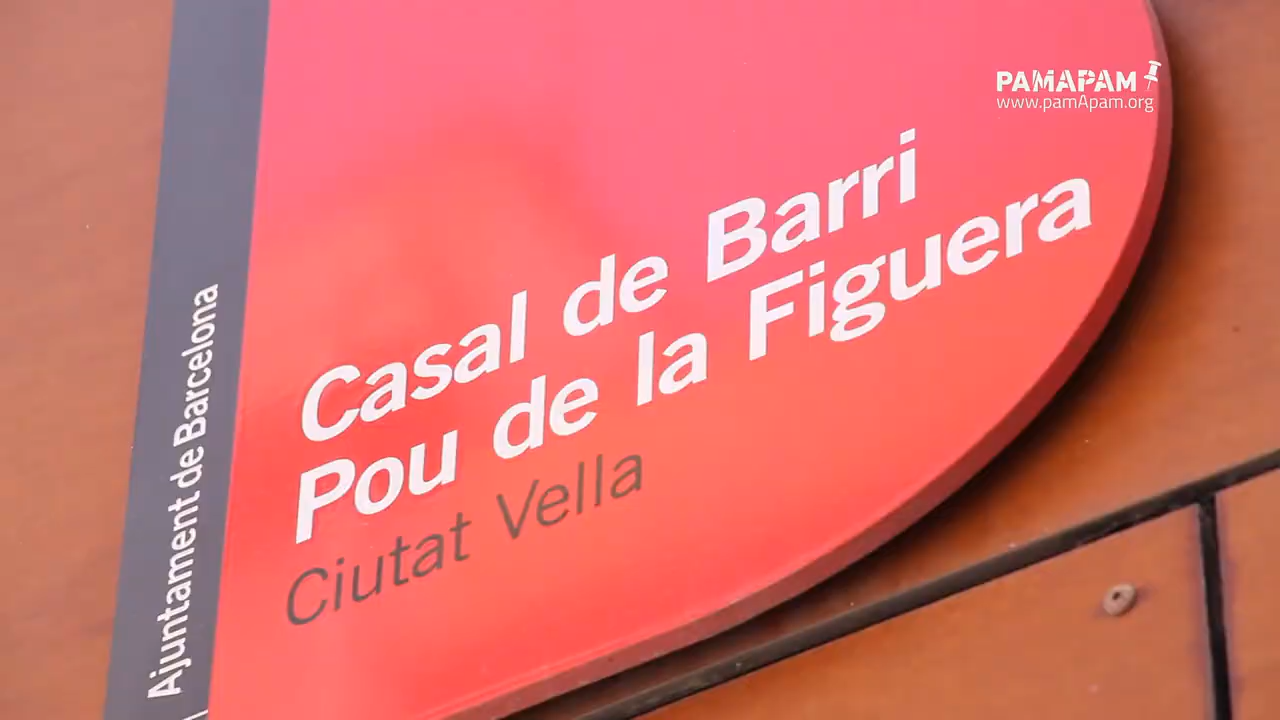 PAMAPAM
www.pamApam.org
Casal de Barri
Pou de la Figuera
Ciutat Vella
Ajuntament de Barcelona